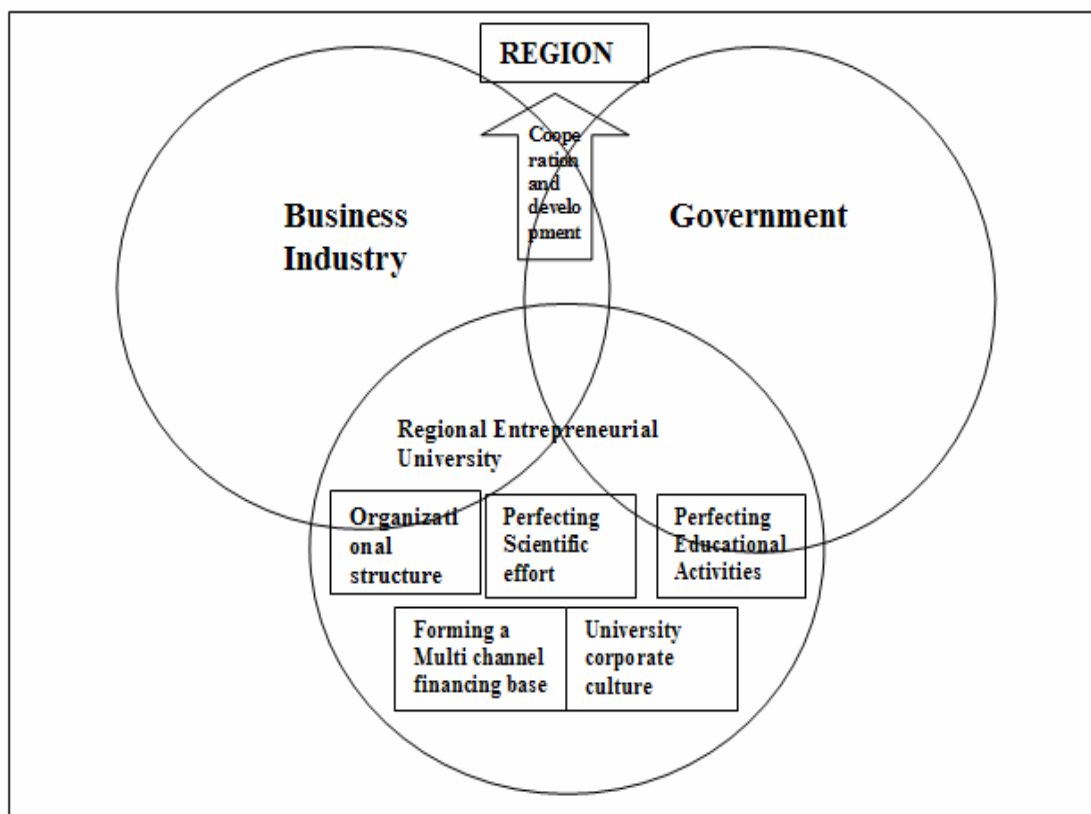 REGION
Coope
ration
and
develo
pment
Business
Industry
Government
Regional Entrepreneurial
University
Organizati
onal
structure
Perfecting
Scientific
effort
Perfecting
Educational
Activities
Forming a
Multi channel
financing base
University
corporate
culture